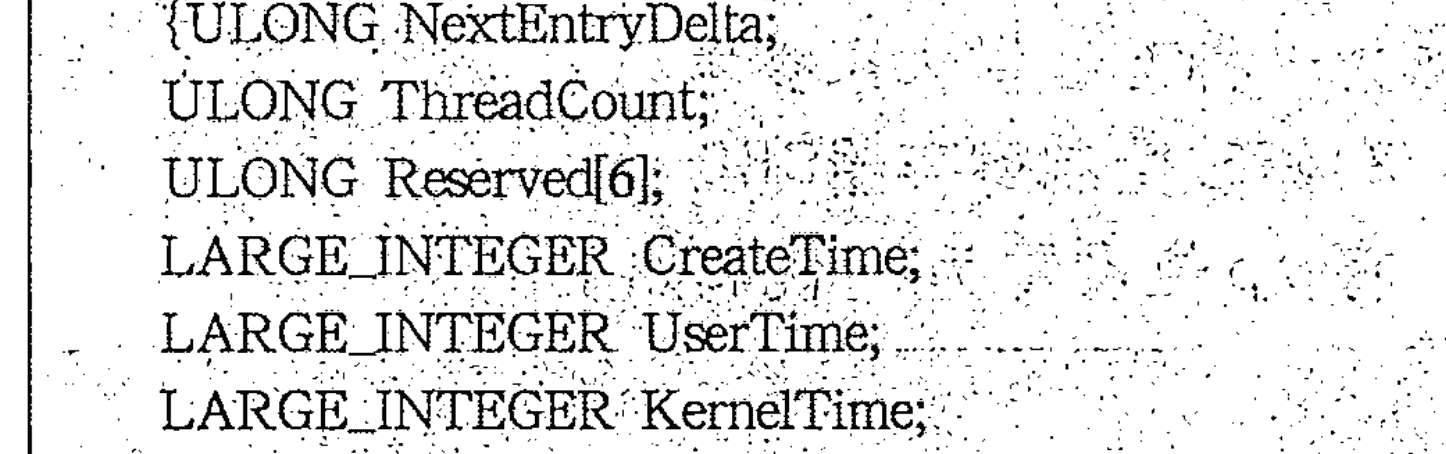 {ULONG NextEntryDelta;
ULONG ThreadCount;
ULONG Reserved[6];
LARGE_INTEGER CreateTime;
LARGE_INTEGER UserTime;
LARGE_INTEGER KernelTime;